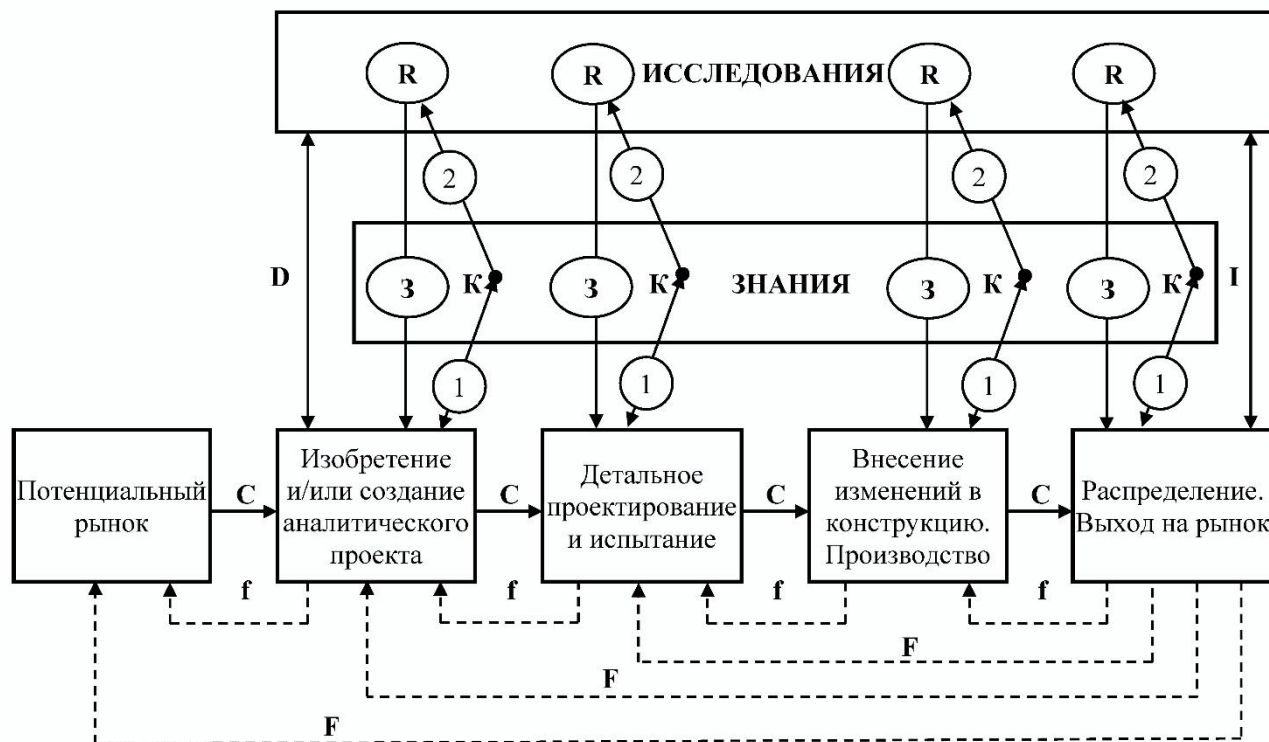 R R ИССЛЕДОВАНИЯ R R
2 2 2 2
D З К З К ЗНАНИЯ З К З К I
1 1 1 1
Потенциальный
рынок
C
Изобретение
и/или создание
аналитического
проекта
C
Детальное
проектирование
и испытание
C
Внесение
изменений в
конструкцию.
Производство
C
Распределение.
Выход на рынок
f f f f
F
F
F